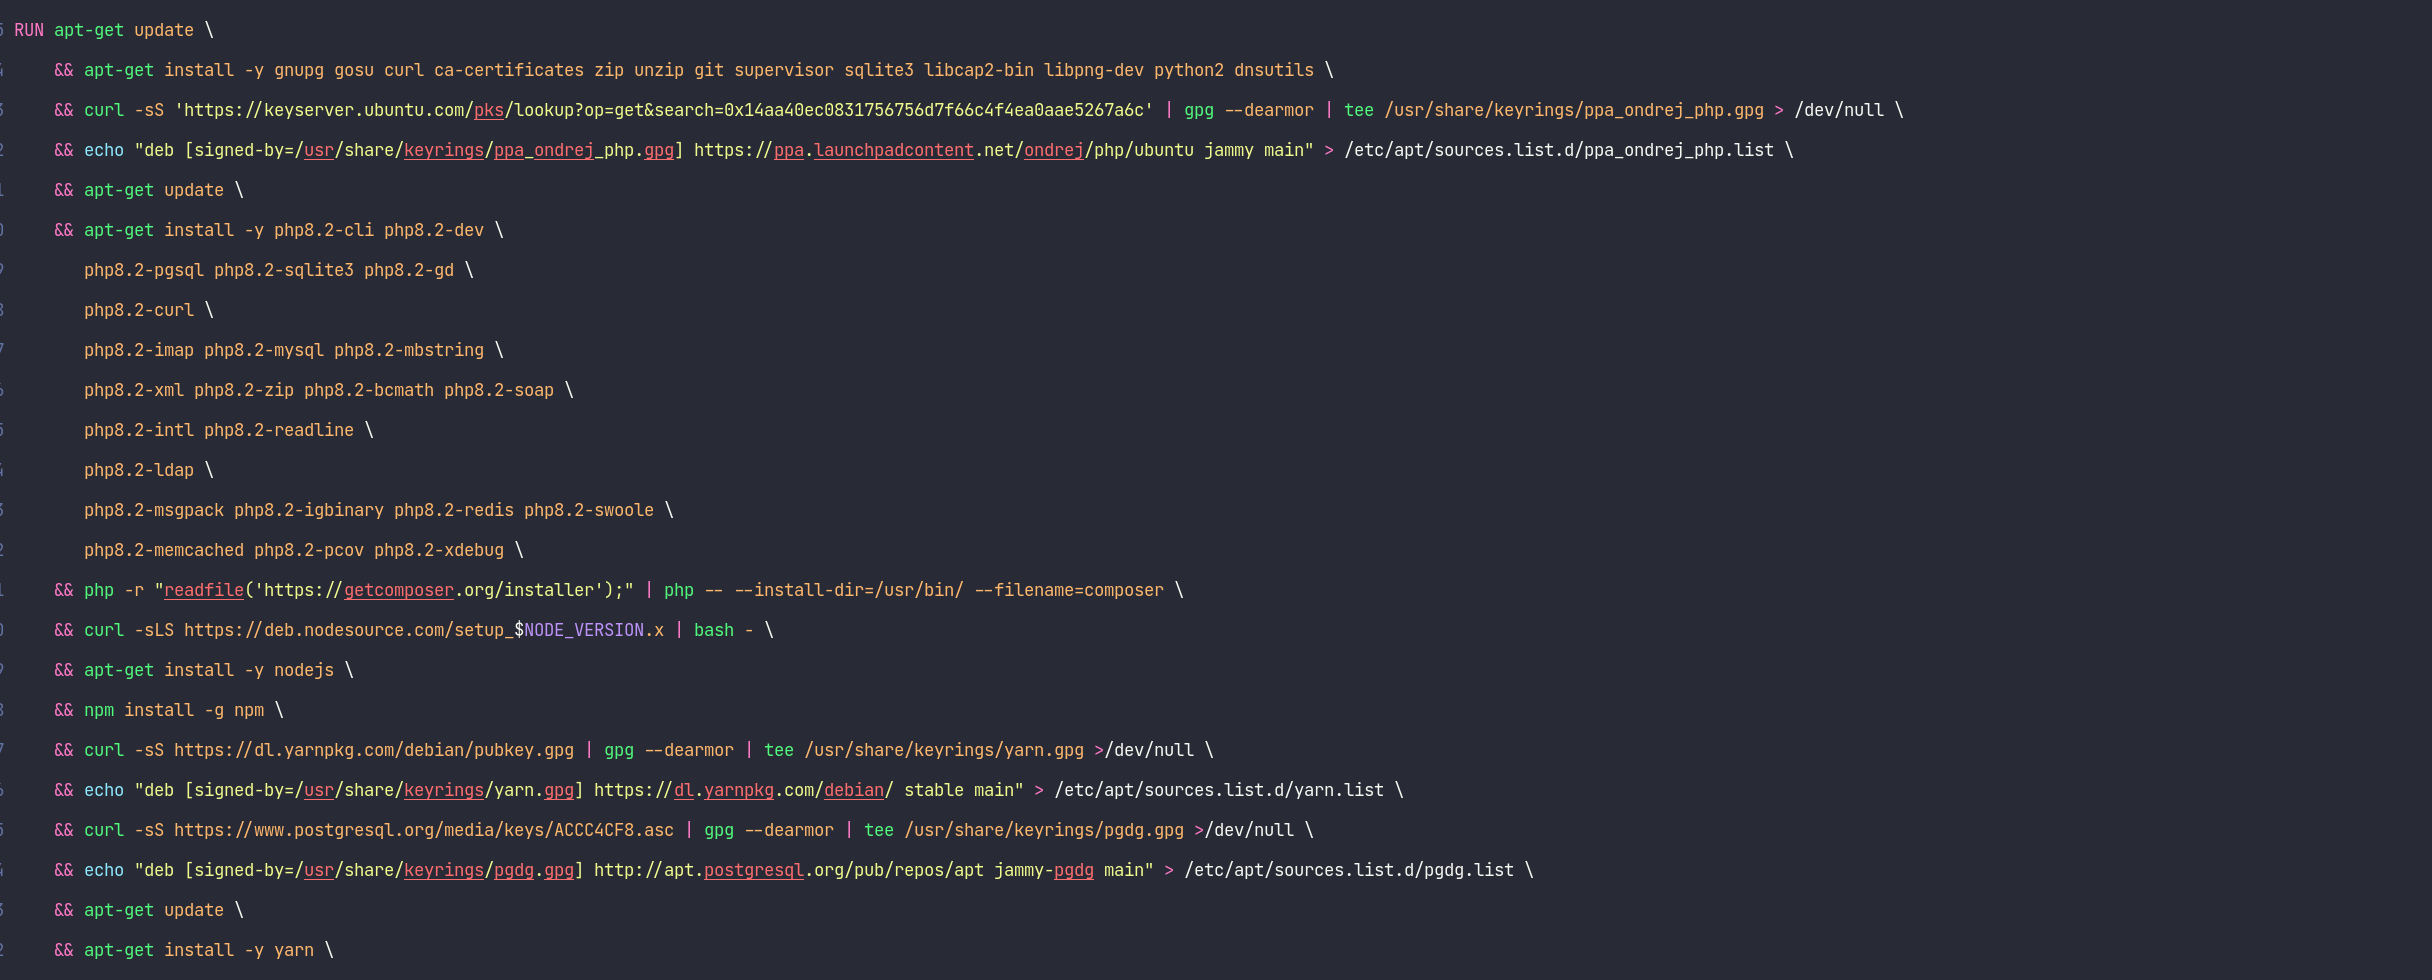 RUN apt-get update \
&& apt-get install -y gnupg gosu curl ca-certificates zip unzip git supervisor sqlite3 libcap2-bin libpng-dev python2 dnsutils \
&& curl -sS 'https://keyserver.ubuntu.com/pks/lookup?op=get&search=0x14aa40ec0831756756d7f66c4f4ea0aae5267a6c' | gpg --dearmor | tee /usr/share/keyrings/ppa_ondrej_php.gpg > /dev/null \
&& echo "deb [signed-by=/usr/share/keyrings/ppa_ondrej_php.gpg] https://ppa.launchpadcontent.net/ondrej/php/ubuntu jammy main" > /etc/apt/sources.list.d/ppa_ondrej_php.list \
&& apt-get update \
&& apt-get install -y php8.2-cli php8.2-dev \
php8.2-pgsql php8.2-sqlite3 php8.2-gd \
php8.2-curl \
php8.2-imap php8.2-mysql php8.2-mbstring \
php8.2-xml php8.2-zip php8.2-bcmath php8.2-soap \
php8.2-intl php8.2-readline \
php8.2-ldap \
php8.2-msgpack php8.2-igbinary php8.2-redis php8.2-swoole \
php8.2-memcached php8.2-pcov php8.2-xdebug \
&& php -r "readfile('https://getcomposer.org/installer');" | php -- --install-dir=/usr/bin/ --filename=composer \
&& curl -sLS https://deb.nodesource.com/setup_$NODE_VERSION.x | bash - \
&& apt-get install -y nodejs \
&& npm install -g npm \
&& curl -sS https://dl.yarnpkg.com/debian/pubkey.gpg | gpg --dearmor | tee /usr/share/keyrings/yarn.gpg >/dev/null \
&& echo "deb [signed-by=/usr/share/keyrings/yarn.gpg] https://dl.yarnpkg.com/debian/ stable main" > /etc/apt/sources.list.d/yarn.list \
&& curl -sS https://www.postgresql.org/media/keys/ACCC4CF8.asc | gpg --dearmor | tee /usr/share/keyrings/pgdg.gpg >/dev/null \
&& echo "deb [signed-by=/usr/share/keyrings/pgdg.gpg] http://apt.postgresql.org/pub/repos/apt jammy-pgdg main" > /etc/apt/sources.list.d/pgdg.list \
&& apt-get update \
&& apt-get install -y yarn \